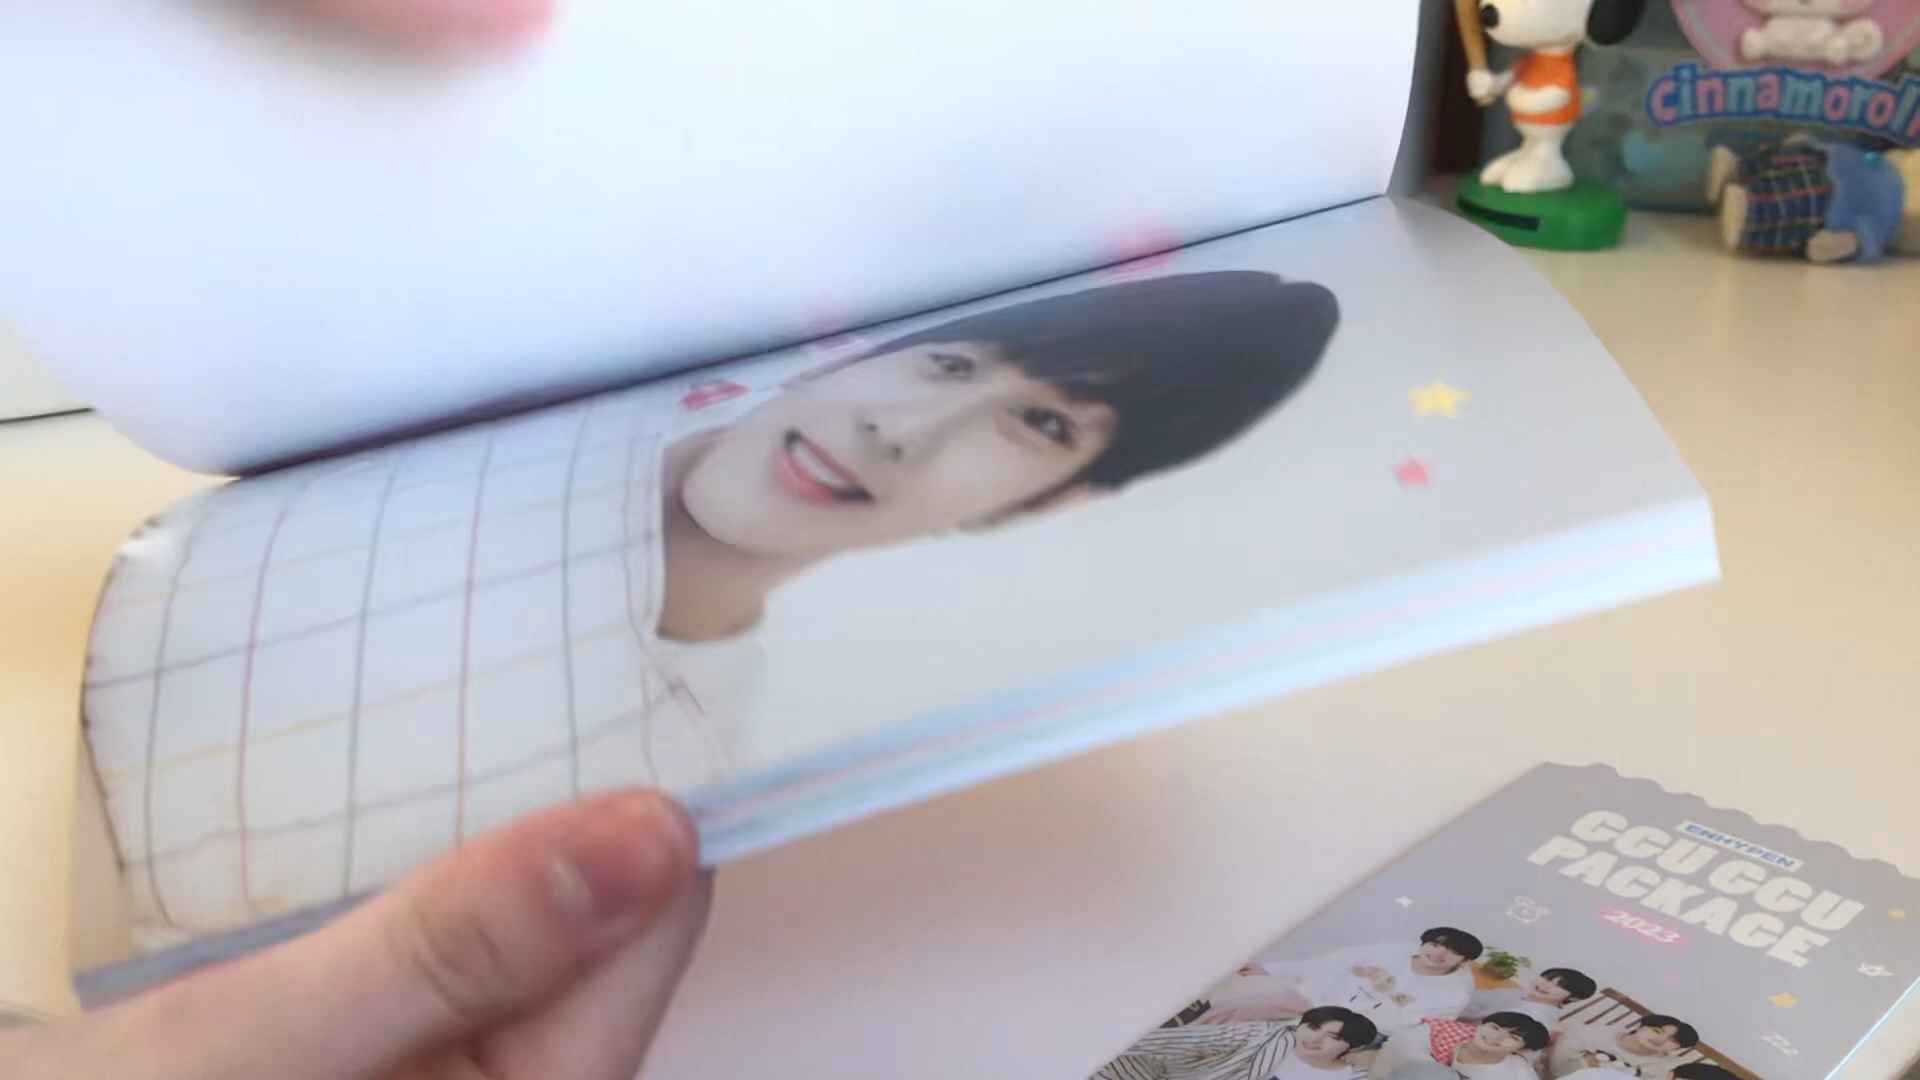 cinnamoroll
ENHYPEN
GGU GGU
PACKAGE
2023